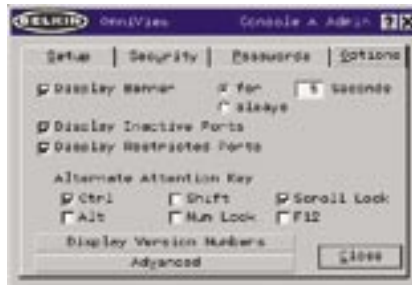 BELKIN OmniView Console A Admin ? X
Setup Security Passwords Options
Display Banner for 5 Seconds
always
Display Inactive Ports
Display Restricted Ports
Alternate Attention Key
Ctrl Shift Scroll Lock
Alt Num Lock F12
Display Version Numbers
Advanced Close